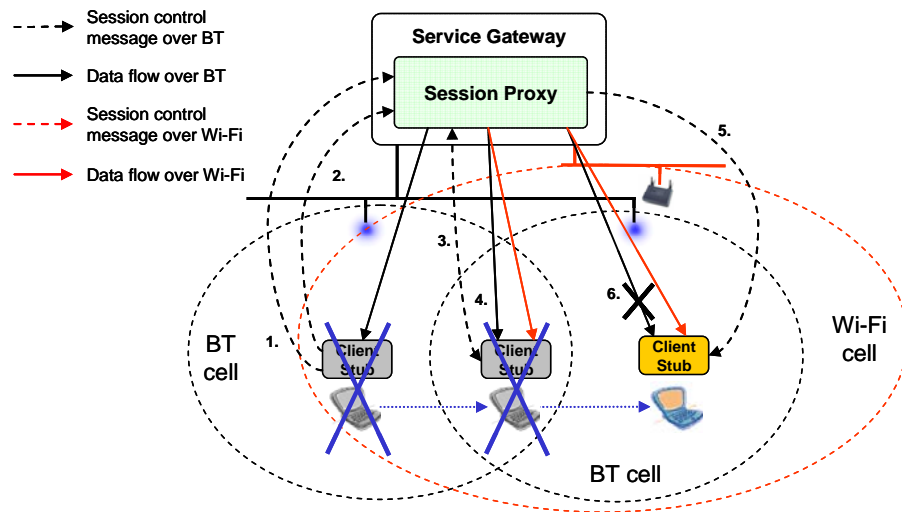 Session control
message over BT
Data flow over BT
Session control
message over Wi-Fi
Data flow over Wi-Fi
Service Gateway
Session Proxy
5.
2.
3.
4.
6.
1.
BT
cell
Client
Stub
Client
Stub
Client
Stub
Wi-Fi
cell
BT cell